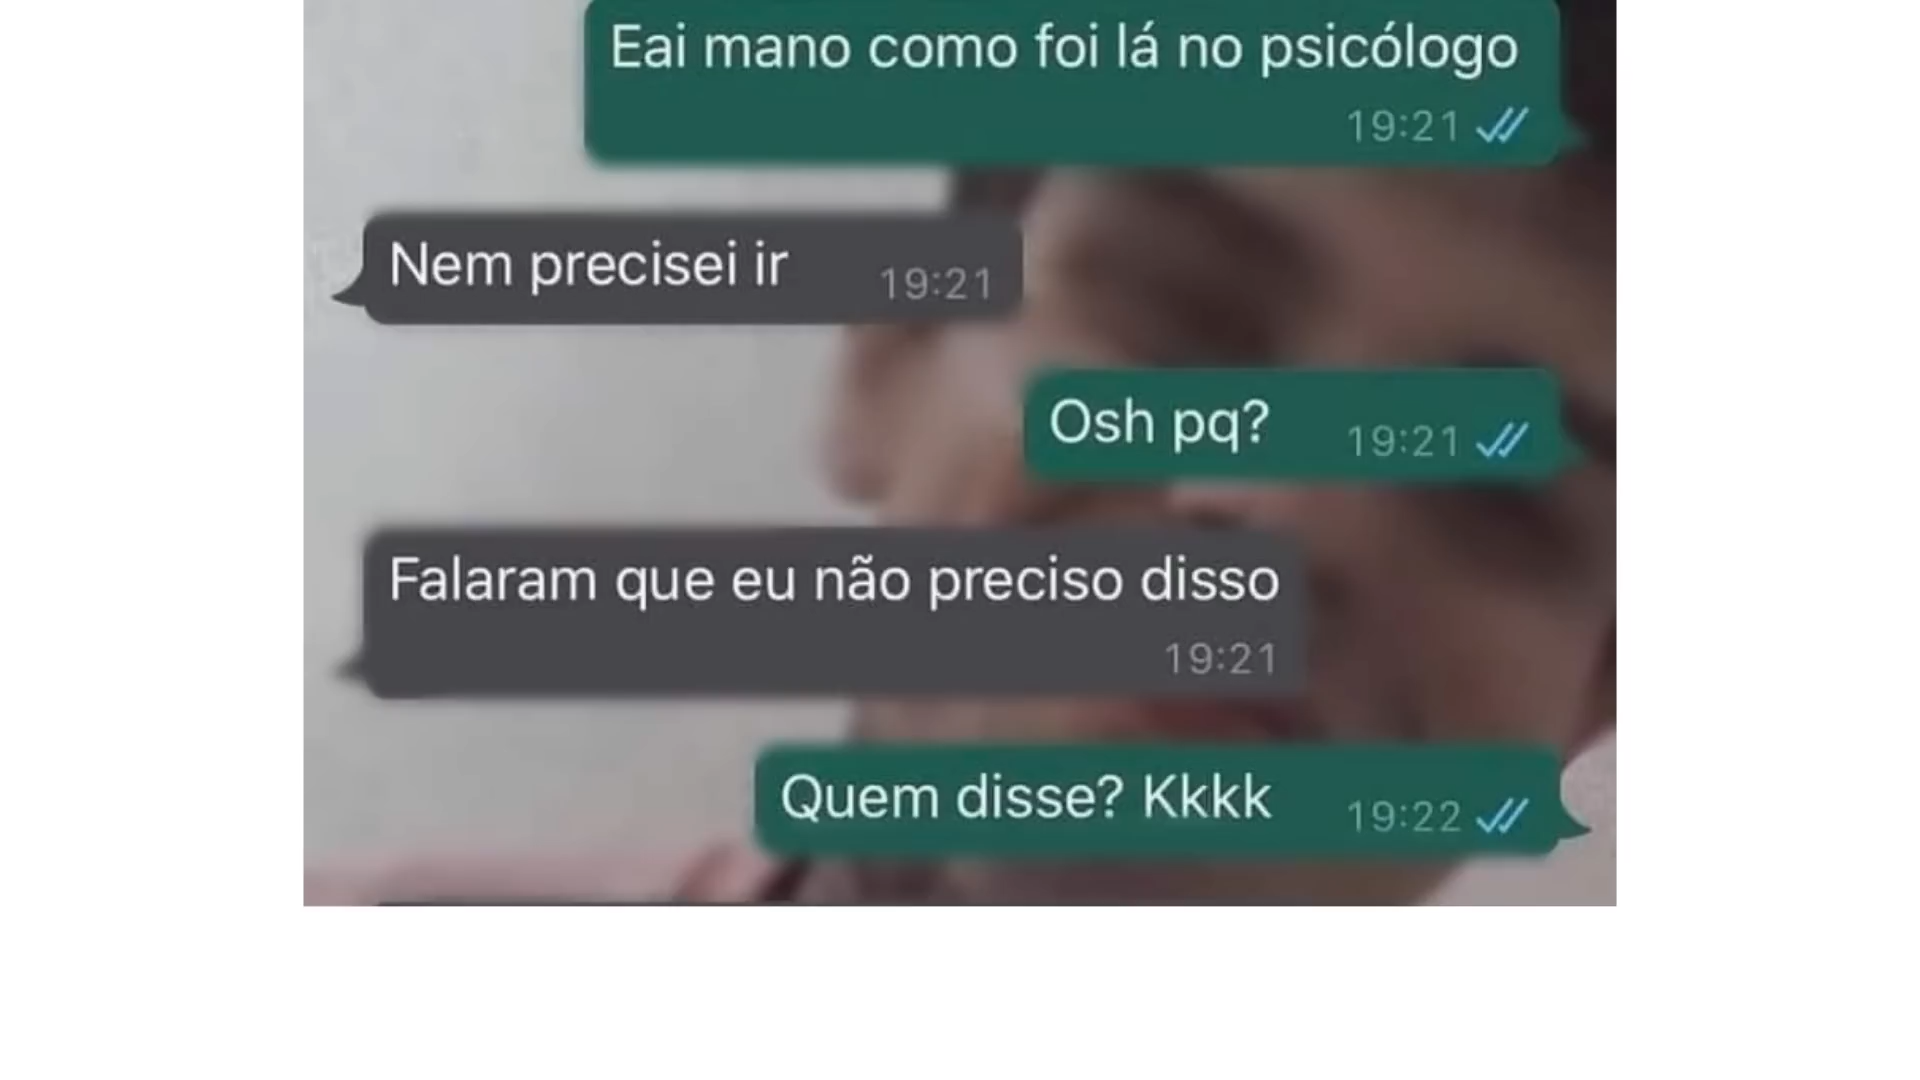 Eai mano como foi lá no psicólogo
19:21
Nem precisei ir 19:21
Osh pq? 19:21
Falaram que eu não preciso disso
19:21
Quem disse? Kkkk 19:22